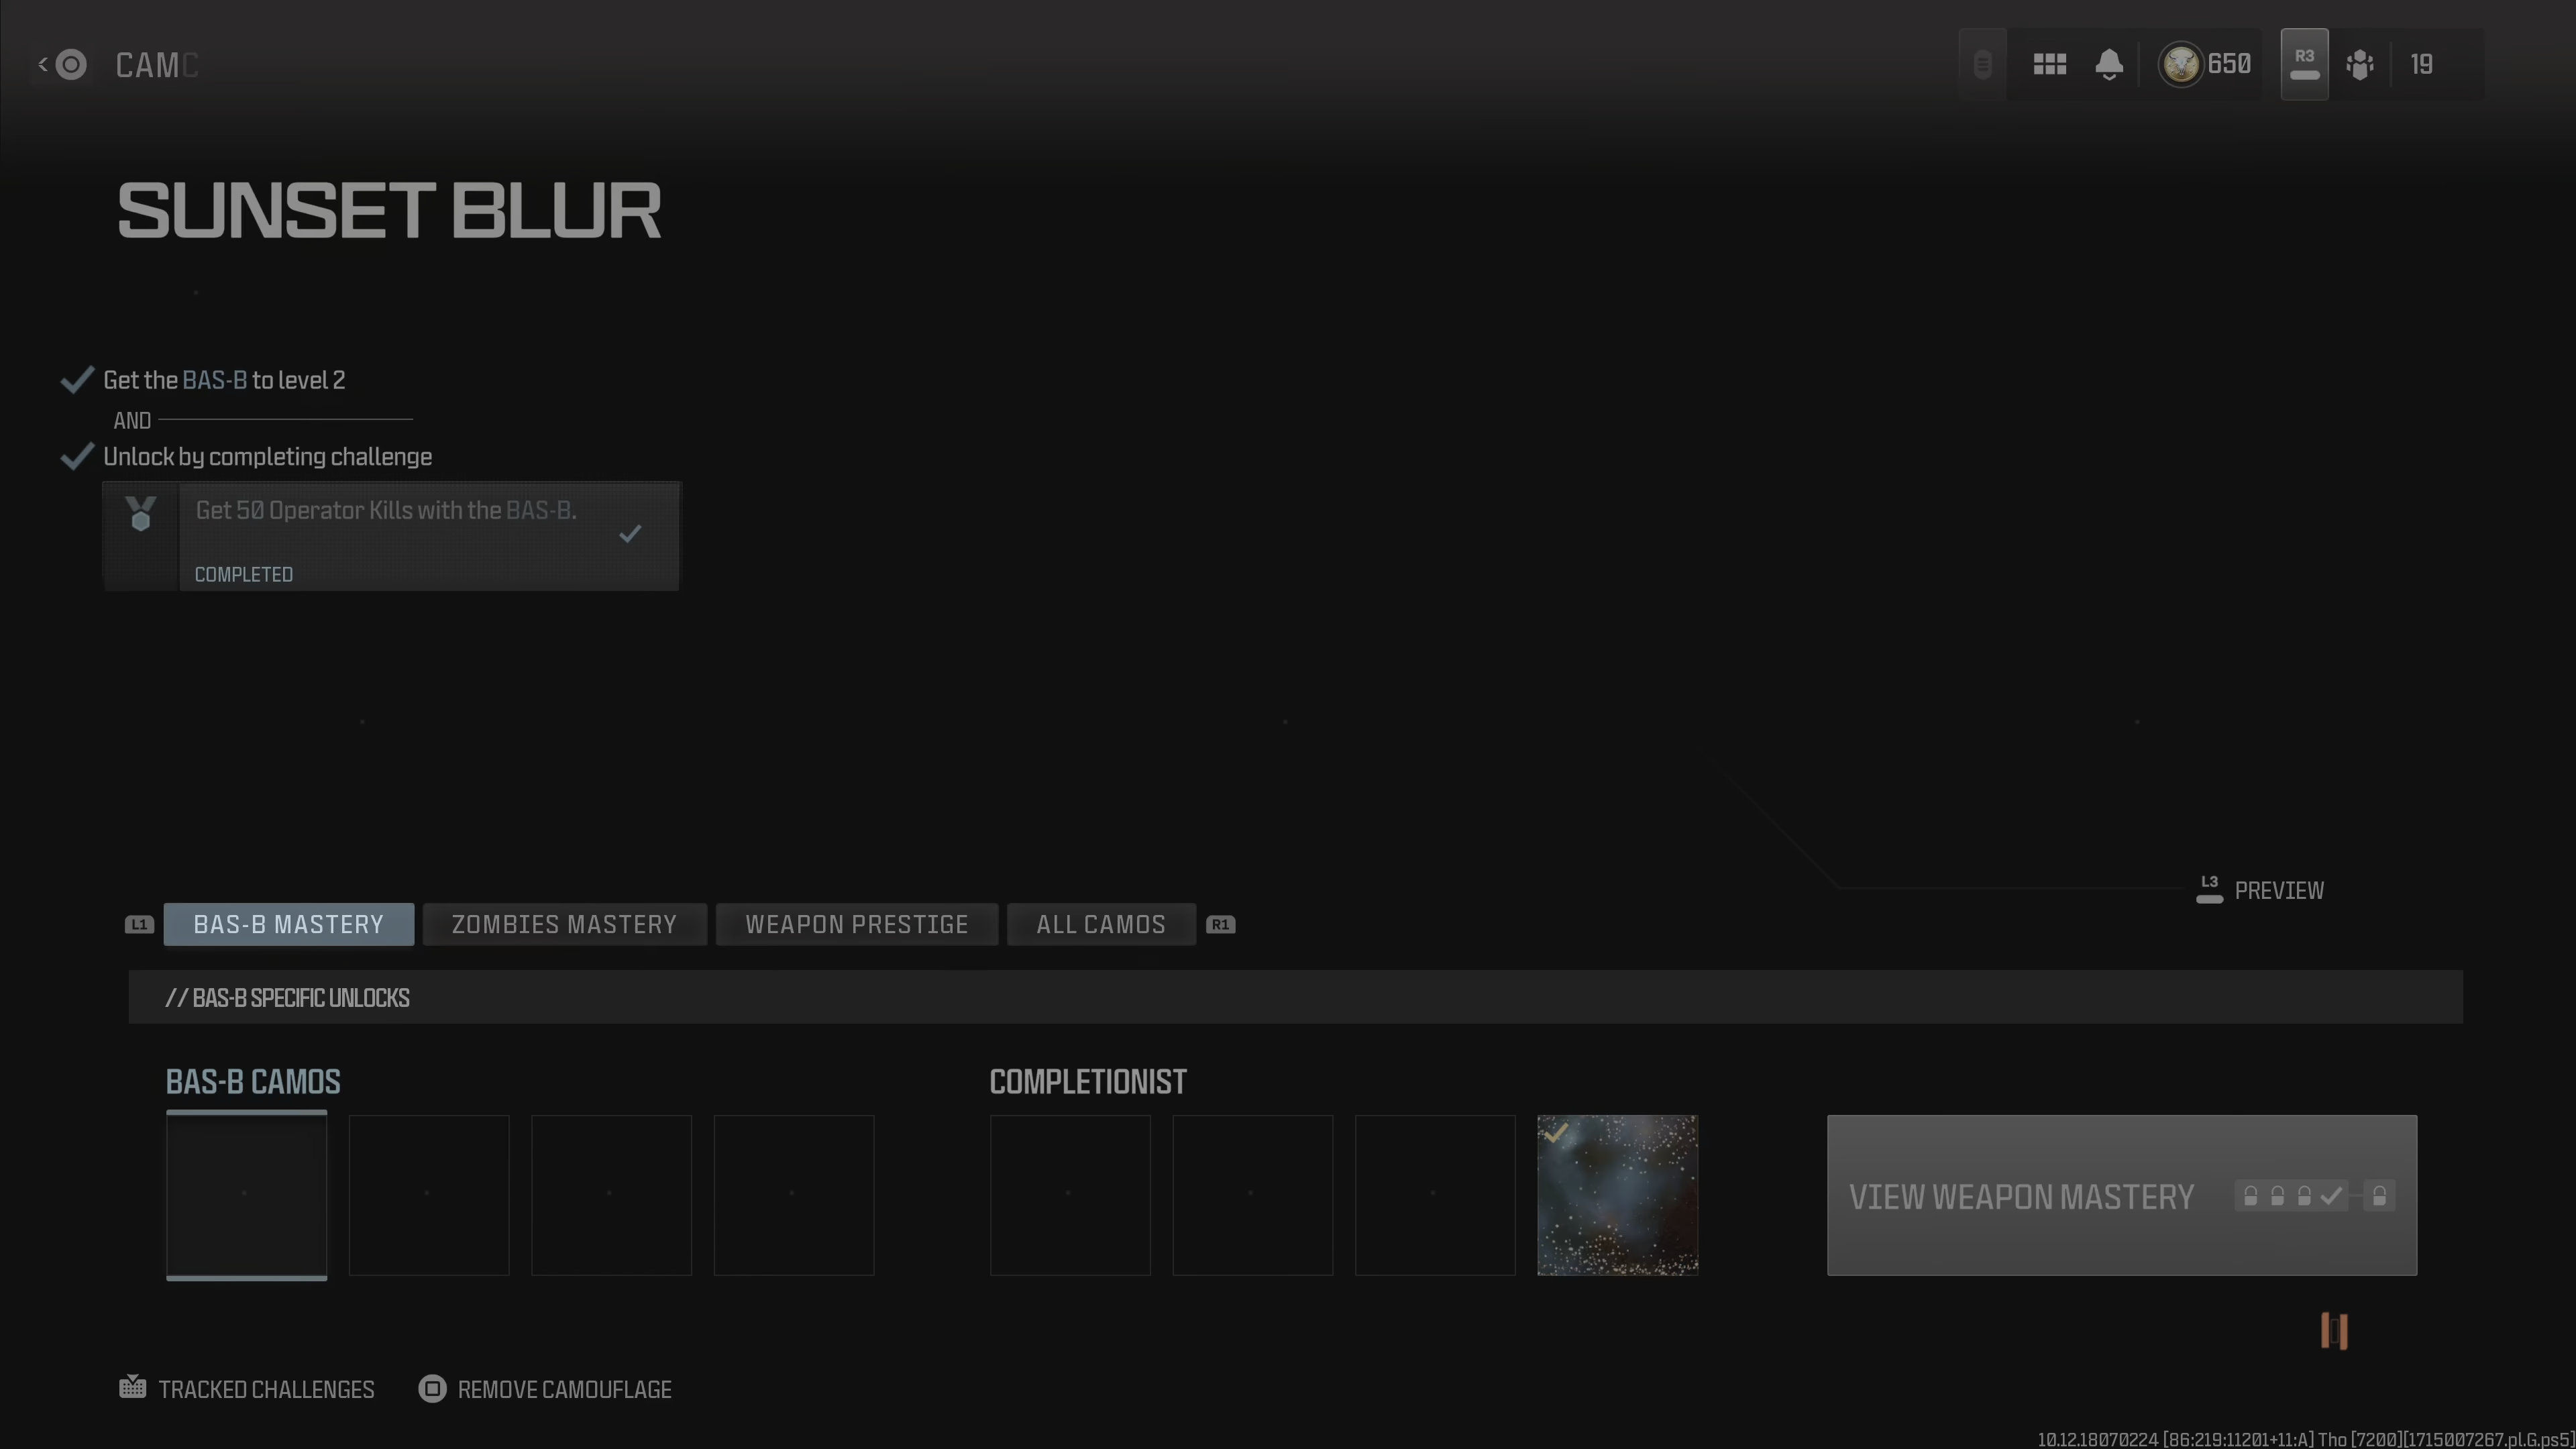 CAMC
650
R3
19
SUNSET BLUR
Get the BAS-B to level 2
AND
Unlock by completing challenge
Get 50 Operator Kills with the BAS-B.
COMPLETED
L3
PREVIEW
L1
BAS-B MASTERY
ZOMBIES MASTERY
WEAPON PRESTIGE
ALL CAMOS
R1
// BAS-B SPECIFIC UNLOCKS
BAS-B CAMOS
COMPLETIONIST
VIEW WEAPON MASTERY
TRACKED CHALLENGES
REMOVE CAMOUFLAGE
10.12.18070224 [86:219:11201+11:A] Tho [7200][1715007267.pl.G.ps5]